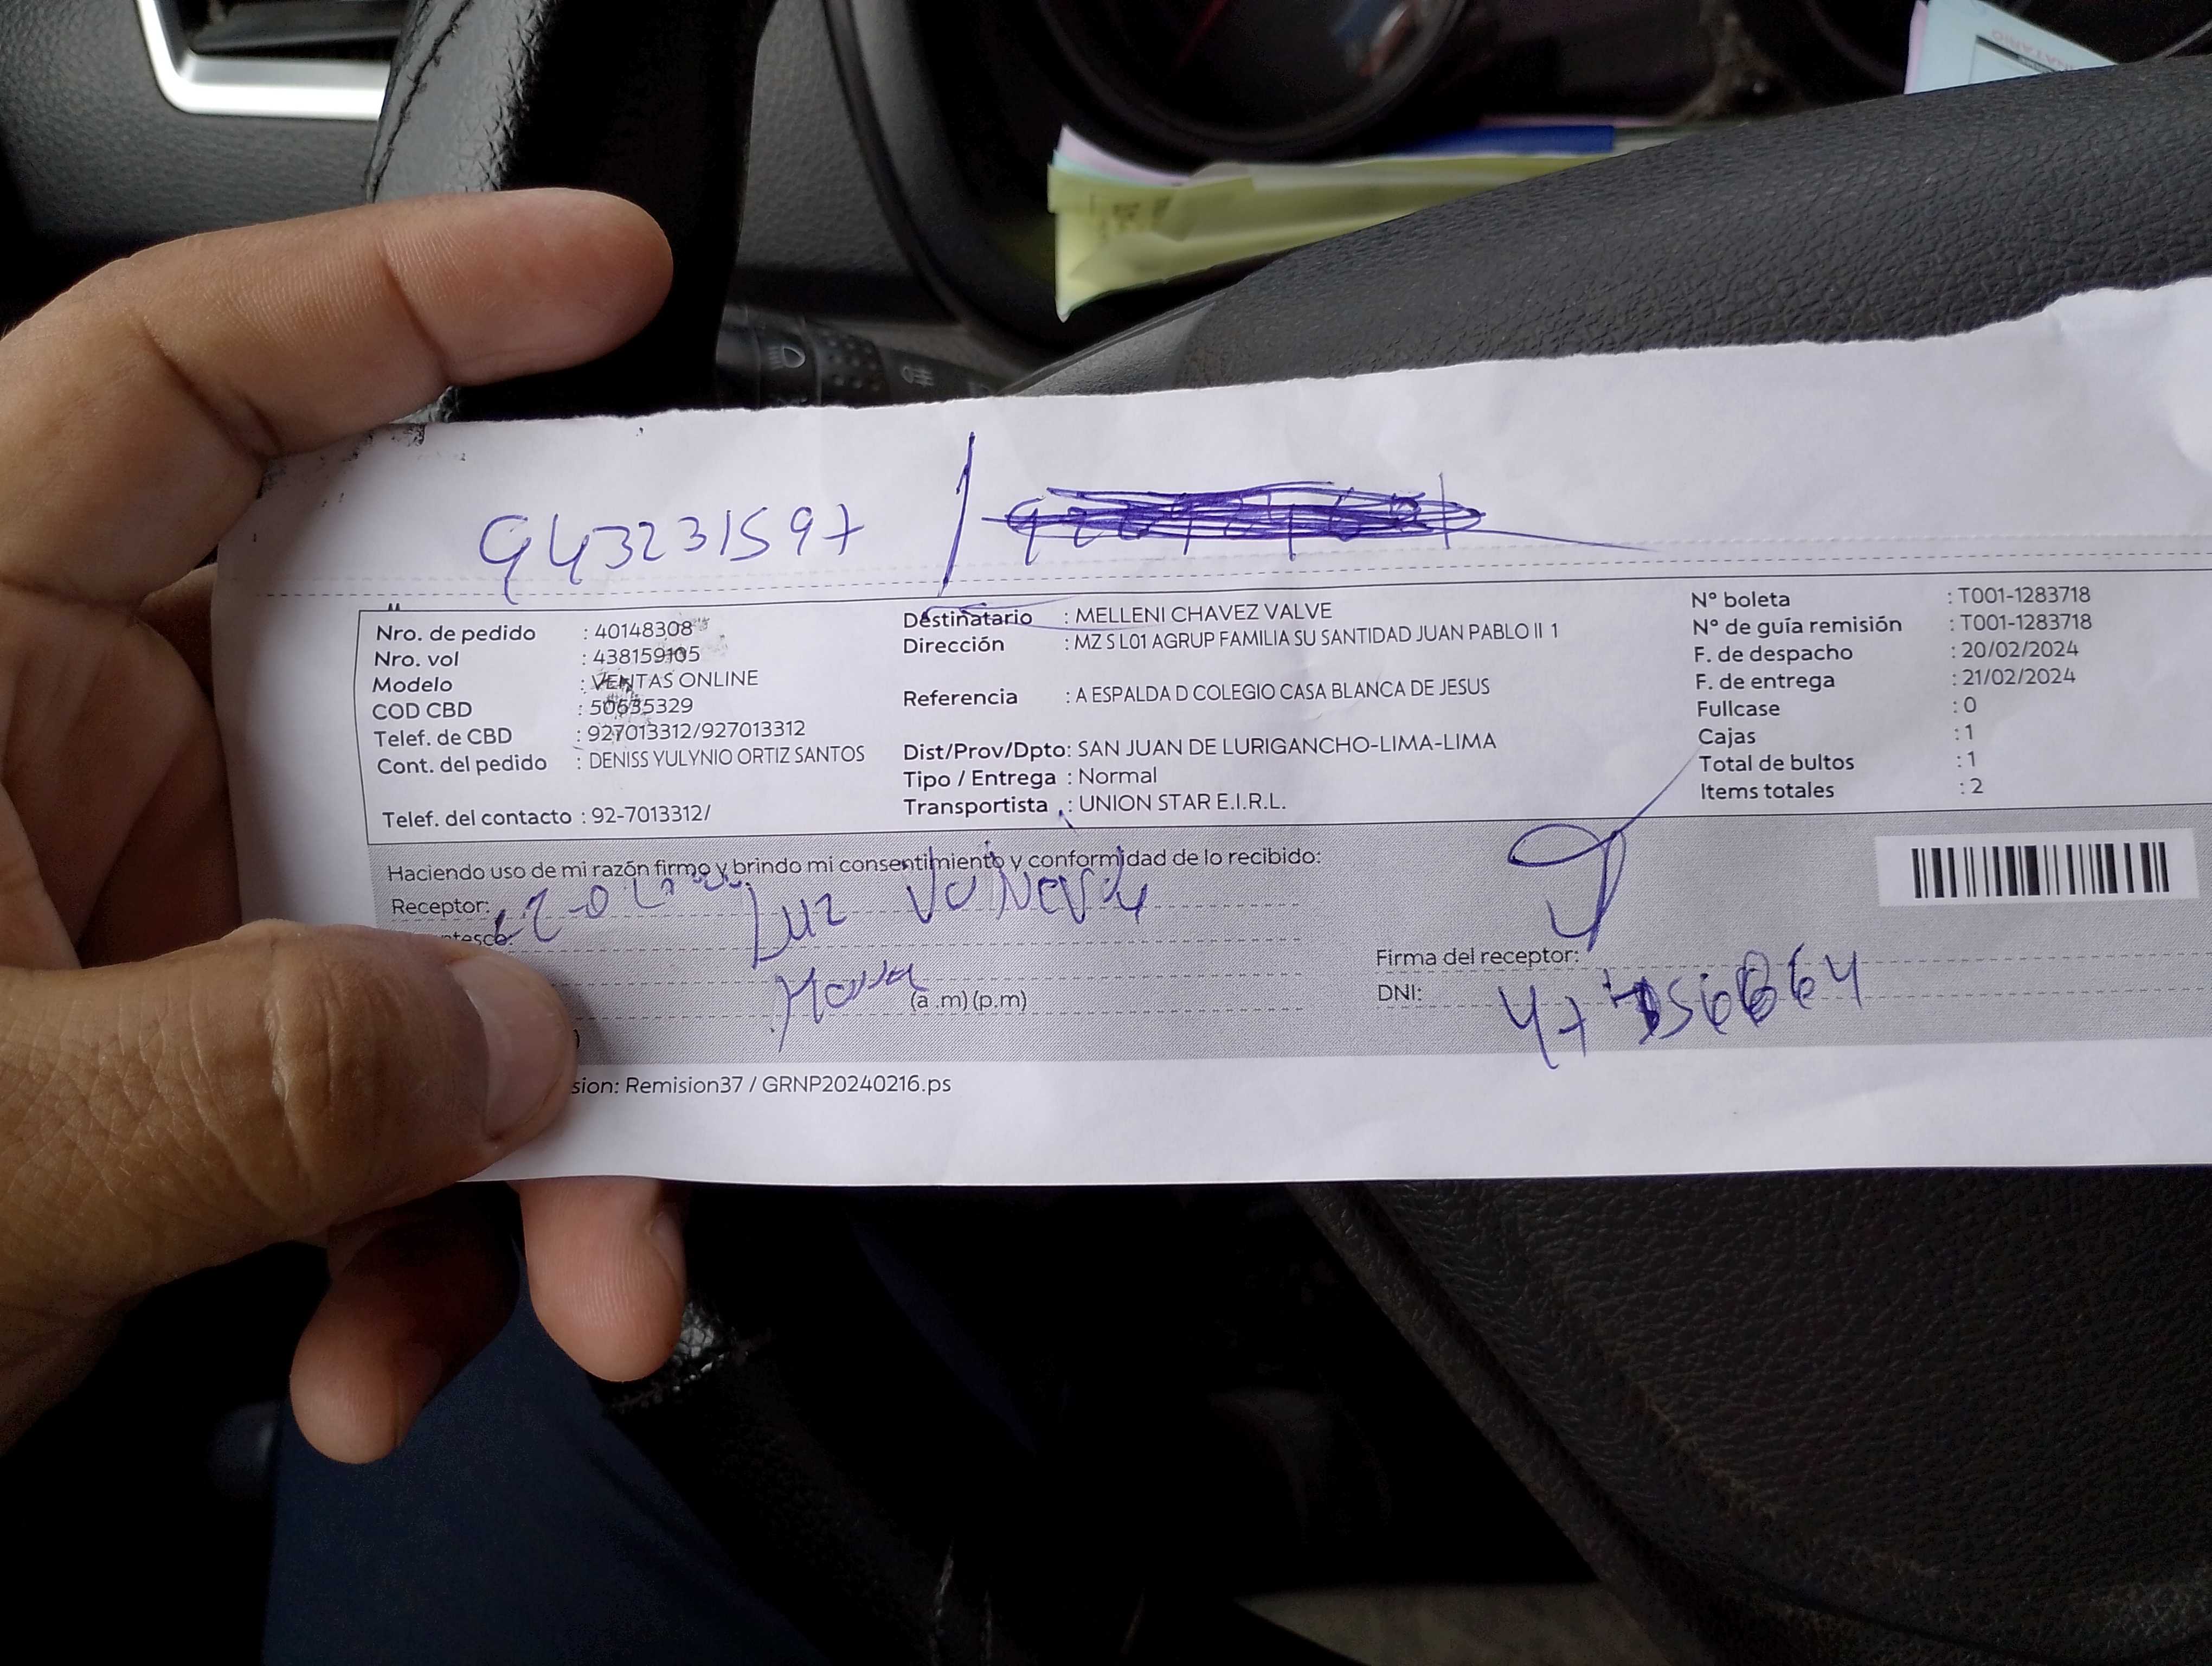 943231597
Nro. de pedido : 40148308
Nro. vol : 438159105
Modelo : VENTAS ONLINE
COD CBD : 50635329
Telef. de CBD : 927013312/927013312
Cont. del pedido : DENISS YULYNIO ORTIZ SANTOS
Telef. del contacto : 92-7013312/
Destinatario : MELLENI CHAVEZ VALVE
Dirección : MZ S L01 AGRUP FAMILIA SU SANTIDAD JUAN PABLO II 1
Referencia : A ESPALDA D COLEGIO CASA BLANCA DE JESUS
Dist/Prov/Dpto: SAN JUAN DE LURIGANCHO-LIMA-LIMA
Tipo / Entrega : Normal
Transportista : UNION STAR E.I.R.L.
N° boleta : T001-1283718
N° de guía remisión : T001-1283718
F. de despacho : 20/02/2024
F. de entrega : 21/02/2024
Fullcase : 0
Cajas : 1
Total de bultos : 1
Items totales : 2
Haciendo uso de mi razón firmo y brindo mi consentimiento y conformidad de lo recibido:
Receptor: Luz
(a .m) (p.m)
Firma del receptor:
DNI:
sion: Remision37 / GRNP20240216.ps